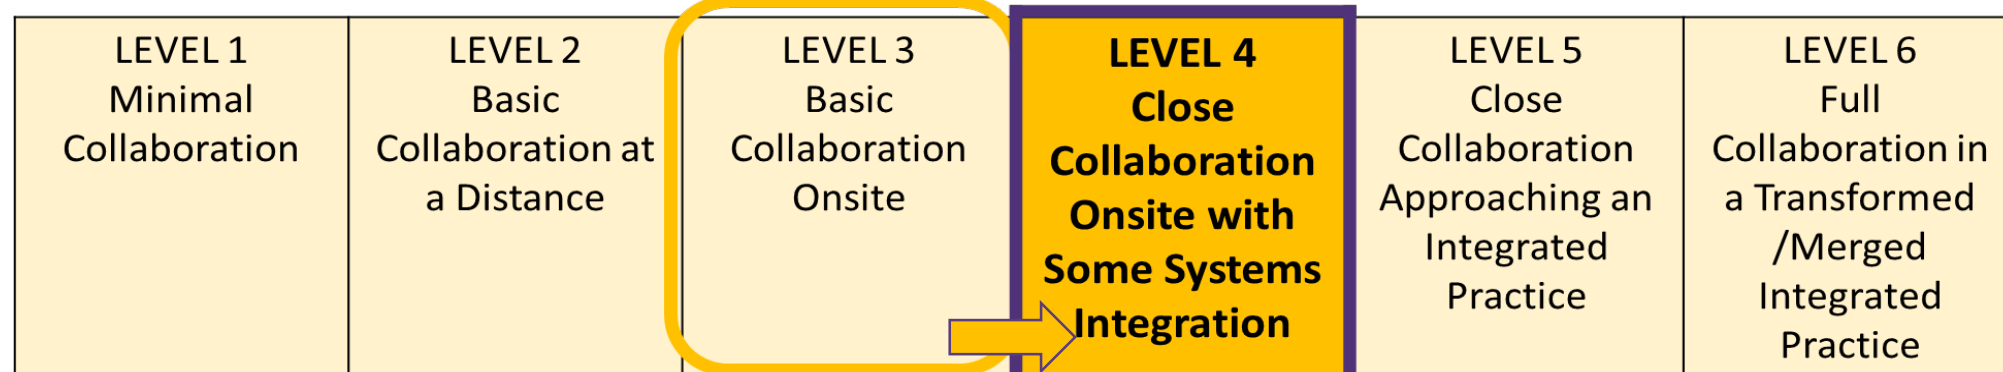 LEVEL 1
Minimal
Collaboration
LEVEL 2
Basic
Collaboration at
a Distance
LEVEL 3
Basic
Collaboration
Onsite
LEVEL 4
Close
Collaboration
Onsite with
Some Systems
Integration
LEVEL 5
Close
Collaboration
Approaching an
Integrated
Practice
LEVEL 6
Full
Collaboration in
a Transformed
/Merged
Integrated
Practice